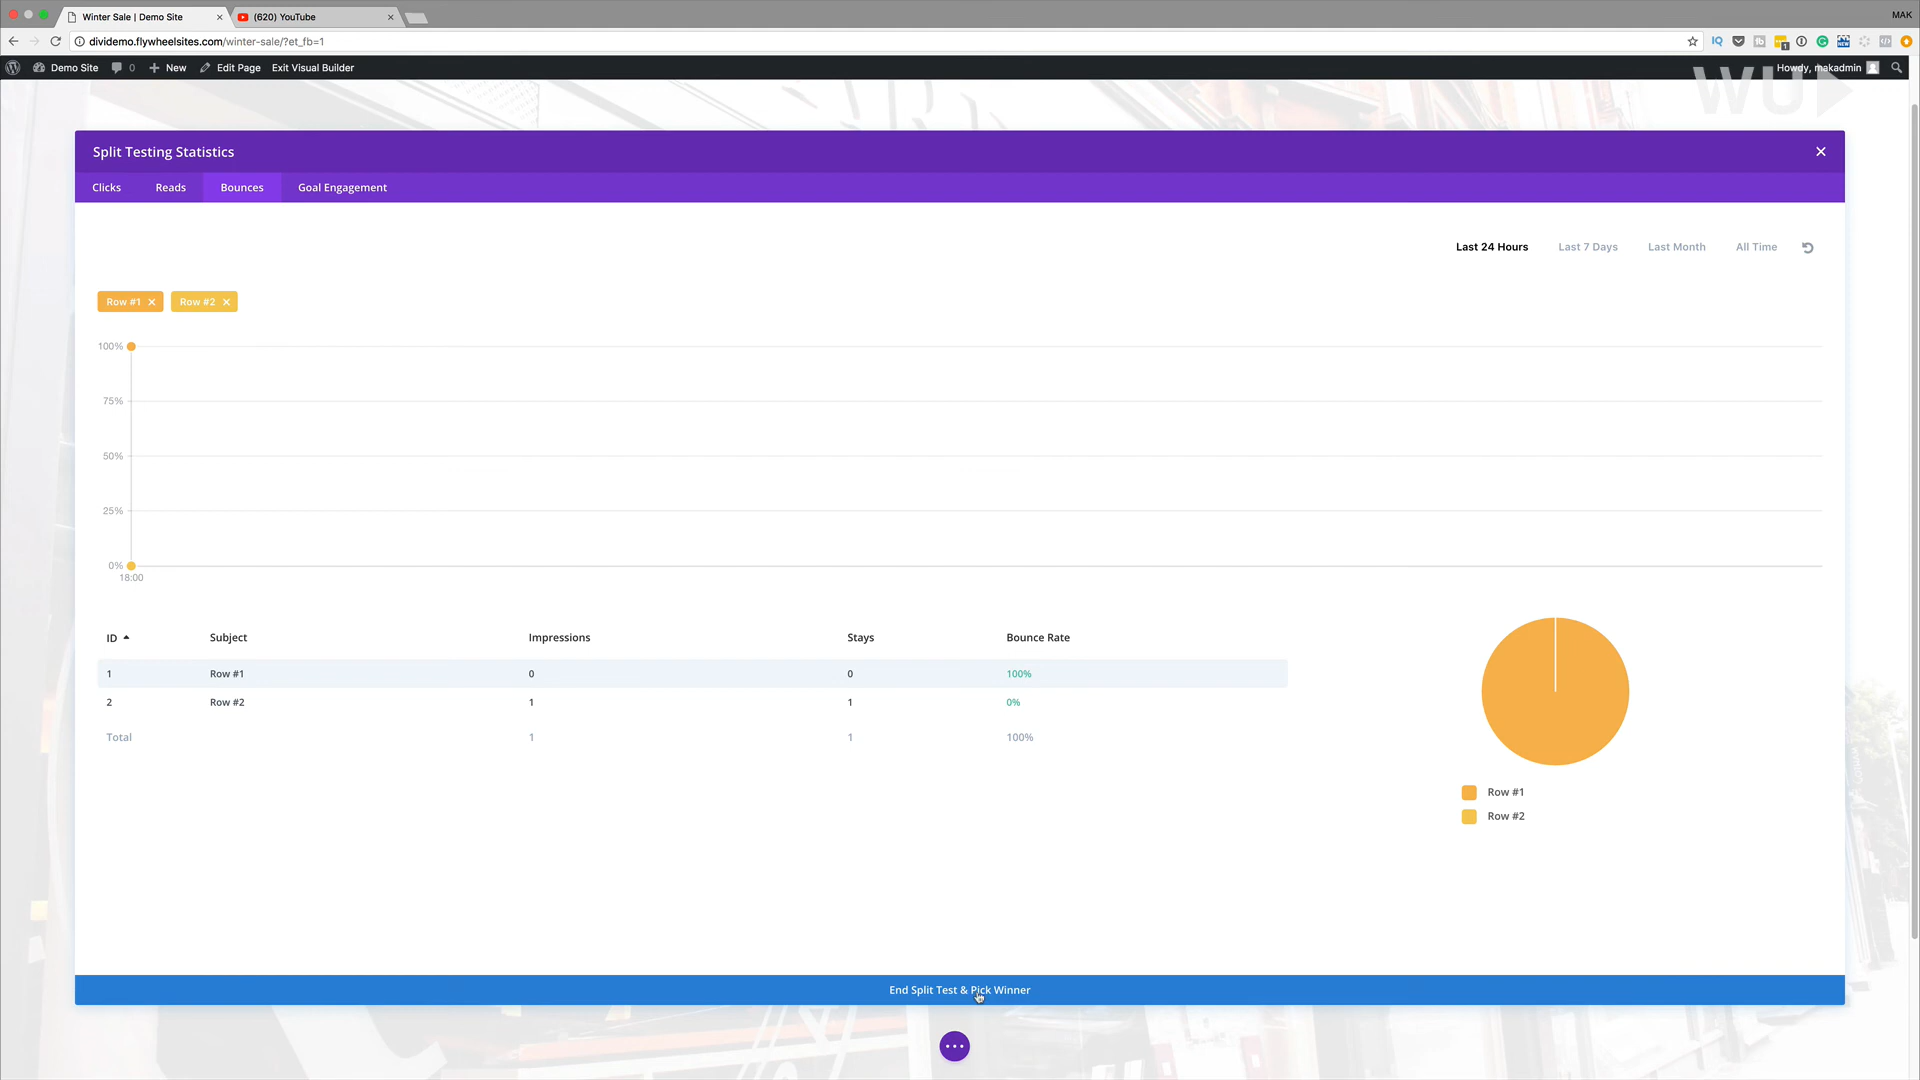 Winter Sale | Demo Site
(620) YouTube
MAK
dividemo.flywheelsites.com/winter-sale/?et_fb=1
Demo Site 0 New Edit Page Exit Visual Builder
Howdy, makadmin
WU
Split Testing Statistics
Clicks Reads Bounces Goal Engagement
Last 24 Hours Last 7 Days Last Month All Time
Row #1 Row #2
100%
75%
50%
25%
0%
18:00
ID Subject Impressions Stays Bounce Rate
1 Row #1 0 0 100%
2 Row #2 1 1 0%
Total 1 1 100%
Row #1
Row #2
End Split Test & Pick Winner